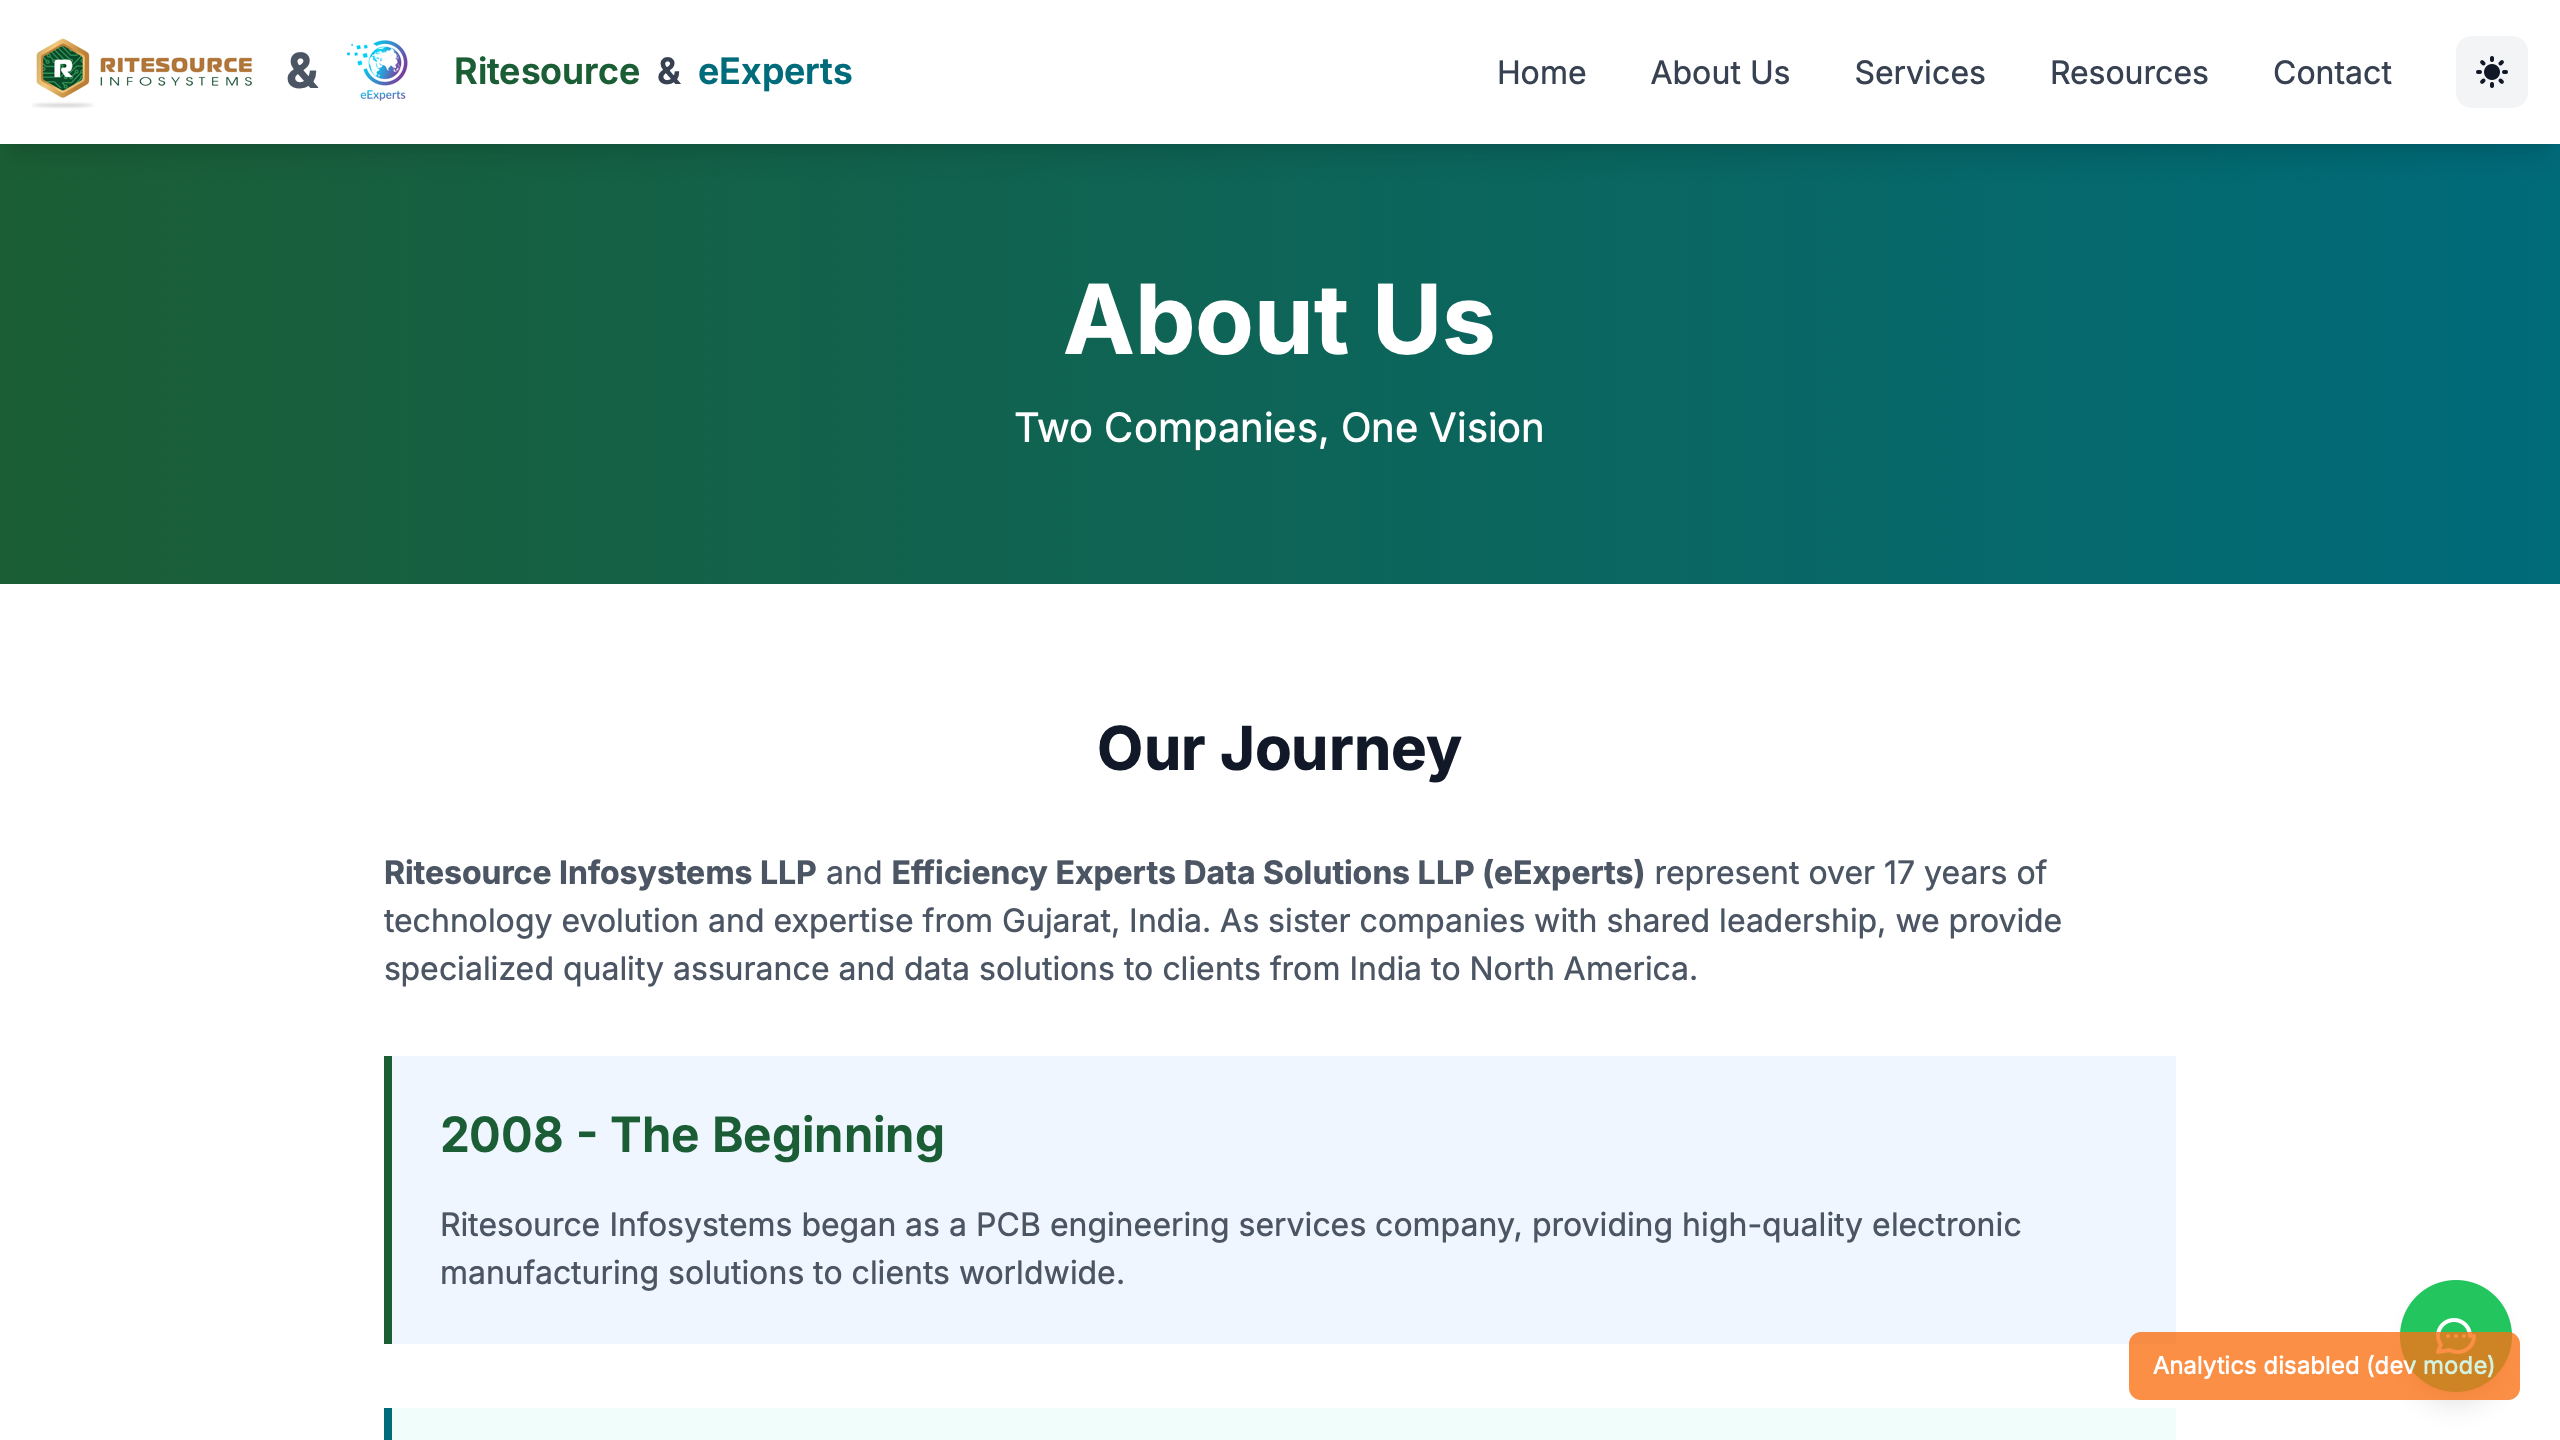 RITESOURCE
INFOSYSTEMS
&
eExperts
Ritesource & eExperts
Home
About Us
Services
Resources
Contact
About Us
Two Companies, One Vision
Our Journey
Ritesource Infosystems LLP and Efficiency Experts Data Solutions LLP (eExperts) represent over 17 years of
technology evolution and expertise from Gujarat, India. As sister companies with shared leadership, we provide
specialized quality assurance and data solutions to clients from India to North America.
2008 - The Beginning
Ritesource Infosystems began as a PCB engineering services company, providing high-quality electronic
manufacturing solutions to clients worldwide.
Analytics disabled (dev mode)